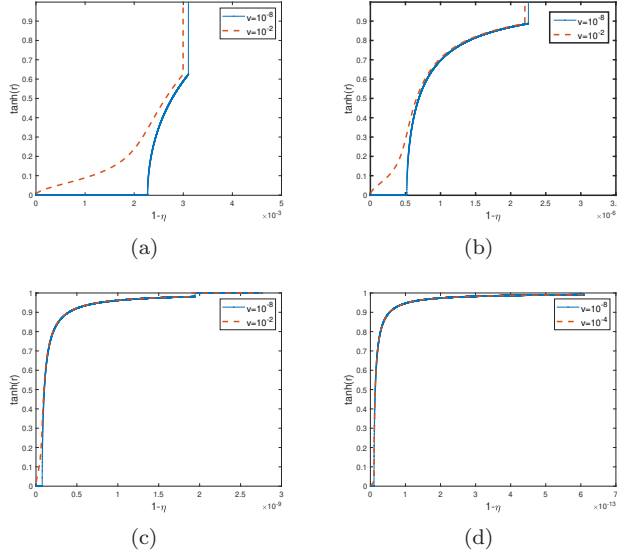 v=10⁻⁸
v=10⁻²
tanh(r)
0.9
0.8
0.7
0.6
0.5
0.4
0.3
0.2
0.1
0
0 1 2 3 4 5
1-η
×10⁻³
(a)
v=10⁻⁸
v=10⁻²
tanh(r)
0.9
0.8
0.7
0.6
0.5
0.4
0.3
0.2
0.1
0
0 0.5 1 1.5 2 2.5 3 3.5
1-η
×10⁻⁶
(b)
v=10⁻⁸
v=10⁻²
tanh(r)
1
0.9
0.8
0.7
0.6
0.5
0.4
0.3
0.2
0.1
0
0 0.5 1 1.5 2 2.5 3
1-η
×10⁻⁹
(c)
v=10⁻⁸
v=10⁻⁴
tanh(r)
1
0.9
0.8
0.7
0.6
0.5
0.4
0.3
0.2
0.1
0
0 1 2 3 4 5 6 7
1-η
×10⁻¹³
(d)